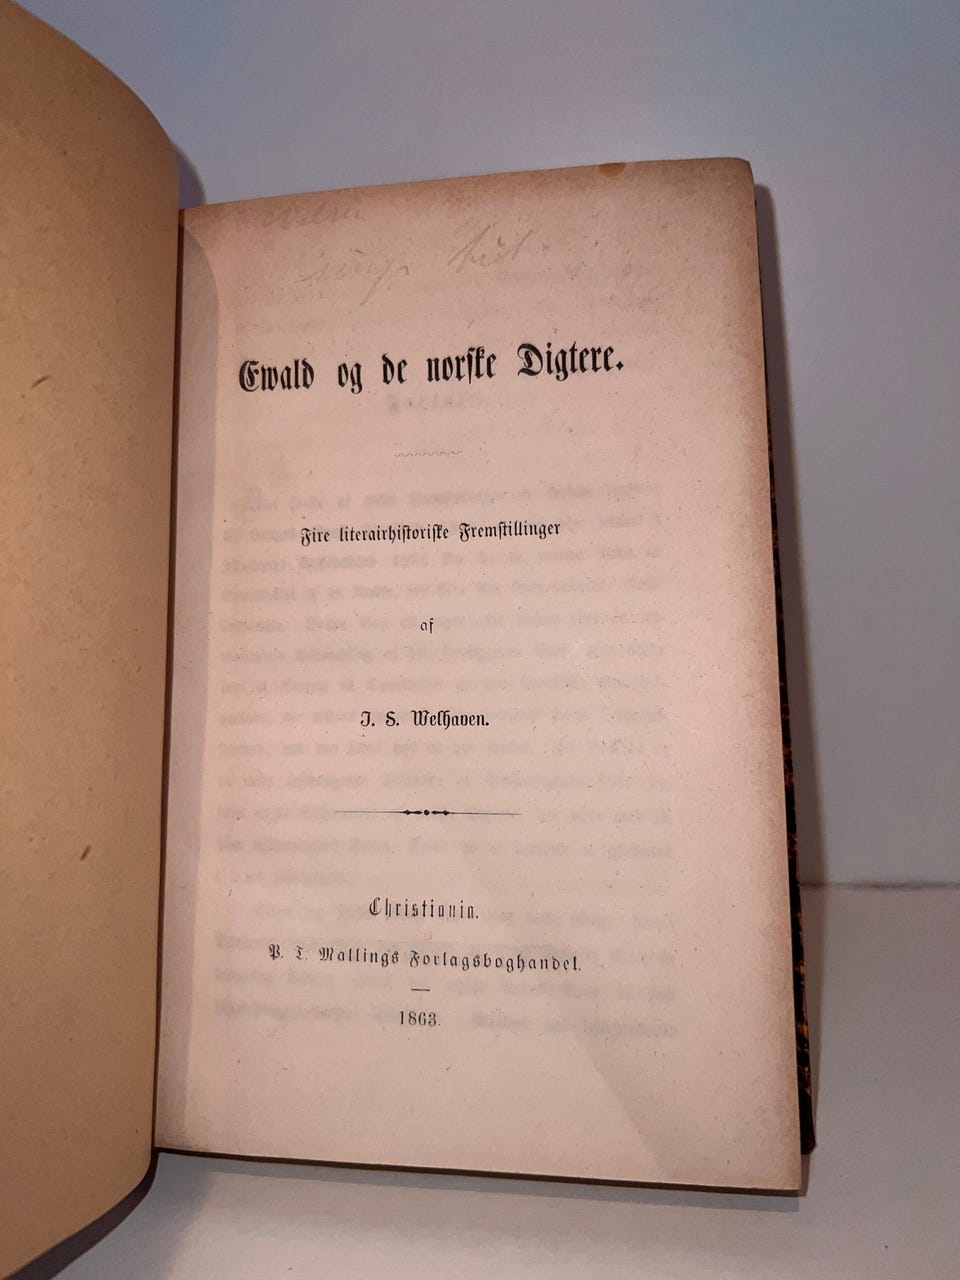 Ewald og de norske Digtere.
Fire literairhistoriske Fremstillinger
af
J. S. Welhaven.
Christiania.
P. T. Mallings Forlagsboghandel.
1863.